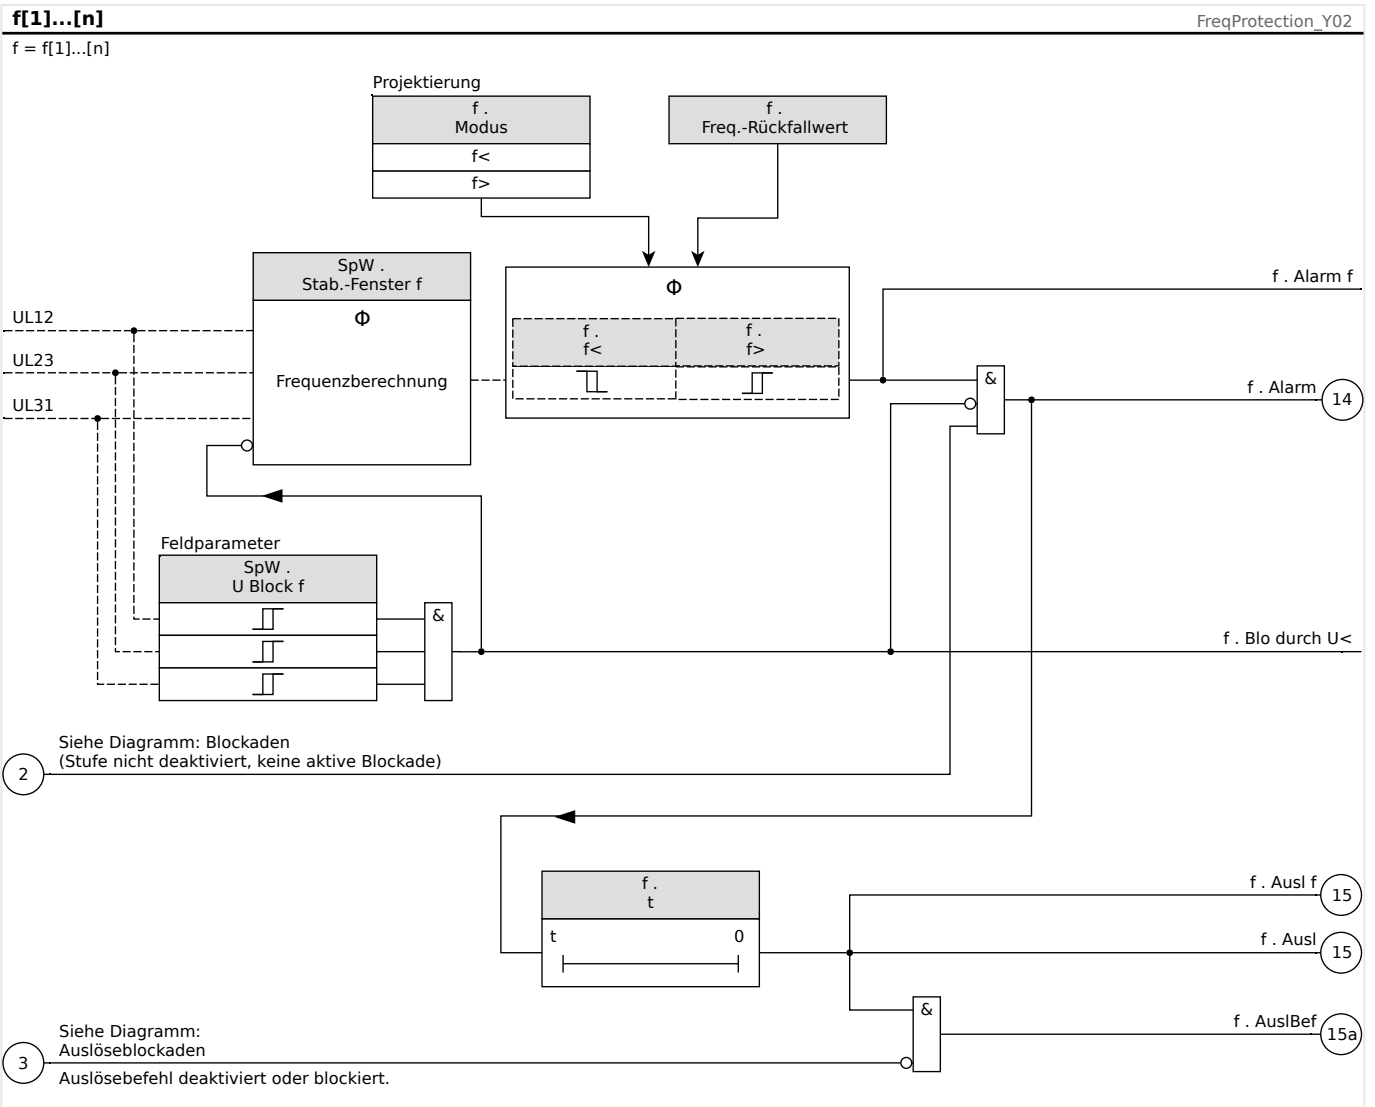 f[1]...[n]
FreqProtection_Y02
f = f[1]...[n]
Projektierung
f .
Modus
f<
f>
f .
Freq.-Rückfallwert
SpW .
Stab.-Fenster f
Φ
Frequenzberechnung
Φ
f .
f<
f .
f>
f . Alarm f
UL12
UL23
UL31
&
f . Alarm
14
Feldparameter
SpW .
U Block f
&
f . Blo durch U<
Siehe Diagramm: Blockaden
(Stufe nicht deaktiviert, keine aktive Blockade)
2
f .
t
t
0
f . Ausl f
15
f . Ausl
15
&
f . AuslBef
15a
Siehe Diagramm:
Auslöseblockaden
3
Auslösebefehl deaktiviert oder blockiert.